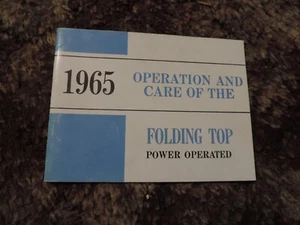 1965
OPERATION AND
CARE OF THE
FOLDING TOP
POWER OPERATED